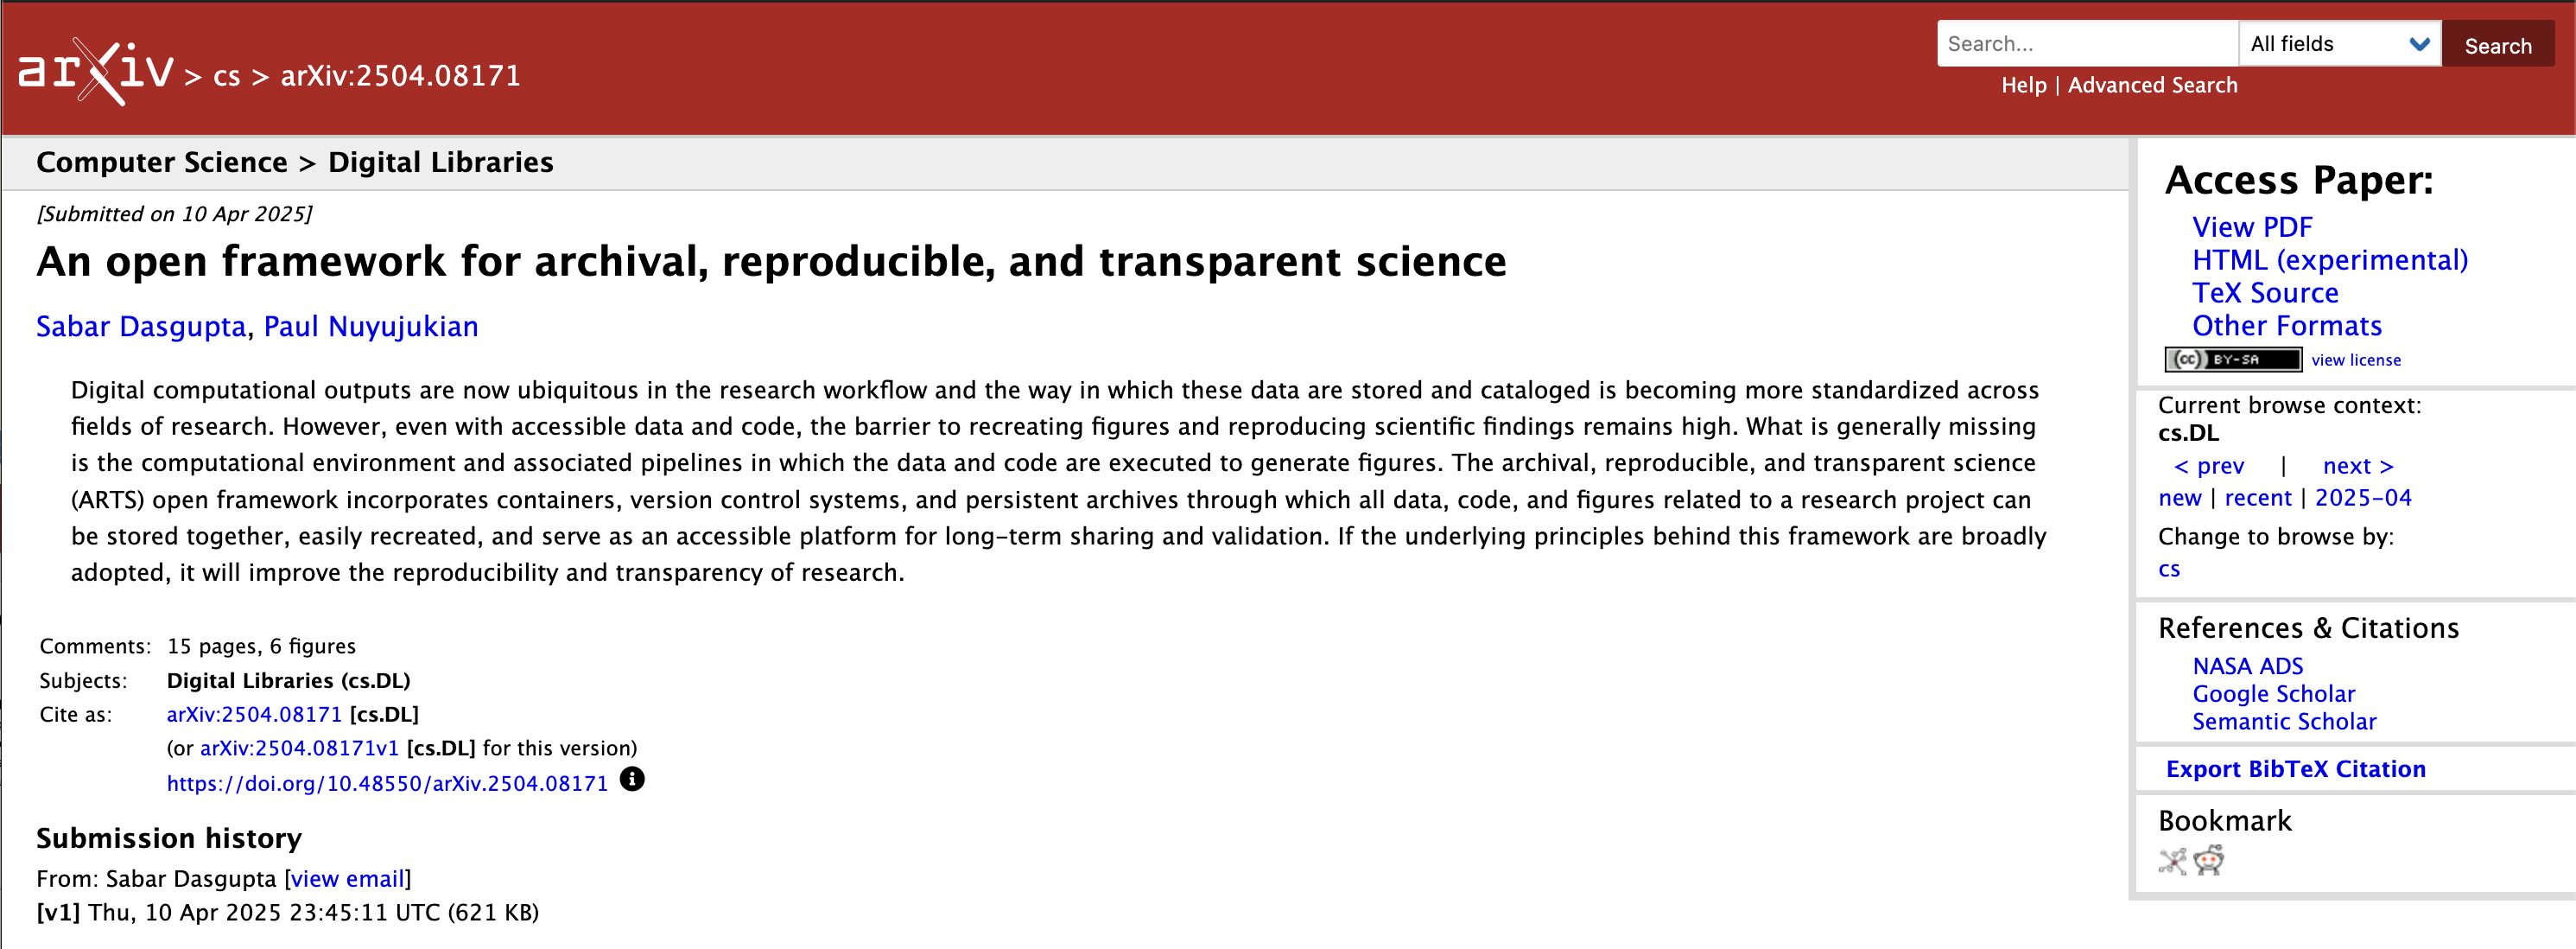 arXiv > cs > arXiv:2504.08171
Search...
All fields
Search
Help | Advanced Search
Computer Science > Digital Libraries
[Submitted on 10 Apr 2025]
An open framework for archival, reproducible, and transparent science
Sabar Dasgupta, Paul Nuyujukian
Digital computational outputs are now ubiquitous in the research workflow and the way in which these data are stored and cataloged is becoming more standardized across
fields of research. However, even with accessible data and code, the barrier to recreating figures and reproducing scientific findings remains high. What is generally missing
is the computational environment and associated pipelines in which the data and code are executed to generate figures. The archival, reproducible, and transparent science
(ARTS) open framework incorporates containers, version control systems, and persistent archives through which all data, code, and figures related to a research project can
be stored together, easily recreated, and serve as an accessible platform for long-term sharing and validation. If the underlying principles behind this framework are broadly
adopted, it will improve the reproducibility and transparency of research.
Comments: 15 pages, 6 figures
Subjects: Digital Libraries (cs.DL)
Cite as: arXiv:2504.08171 [cs.DL]
(or arXiv:2504.08171v1 [cs.DL] for this version)
https://doi.org/10.48550/arXiv.2504.08171
Submission history
From: Sabar Dasgupta [view email]
[v1] Thu, 10 Apr 2025 23:45:11 UTC (621 KB)
Access Paper:
View PDF
HTML (experimental)
TeX Source
Other Formats
(cc) BY-SA view license
Current browse context:
cs.DL
< prev | next >
new | recent | 2025-04
Change to browse by:
cs
References & Citations
NASA ADS
Google Scholar
Semantic Scholar
Export BibTeX Citation
Bookmark